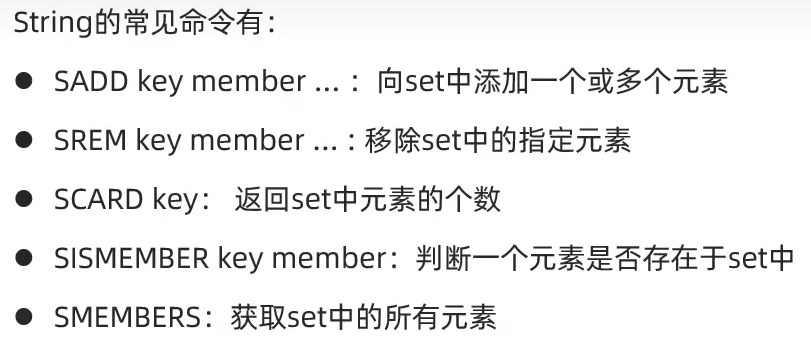 String的常见命令有：
● SADD key member ... ：向set中添加一个或多个元素
● SREM key member ... : 移除set中的指定元素
● SCARD key： 返回set中元素的个数
● SISMEMBER key member：判断一个元素是否存在于set中
● SMEMBERS：获取set中的所有元素